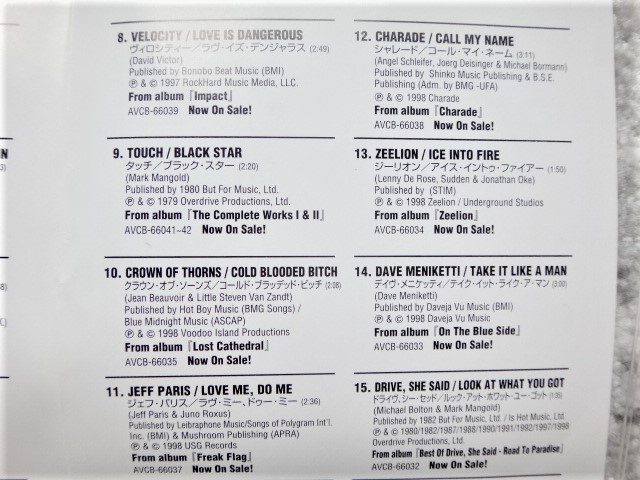 8. VELOCITY / LOVE IS DANGEROUS
ヴィロシティー／ラヴ・イズ・デンジャラス (2:49)
(David Victor)
Published by Bonobo Beat Music (BMI)
Ⓟ & © 1997 RockHard Music Media, LLC.
From album『Impact』
AVCB-66039 Now On Sale!
9. TOUCH / BLACK STAR
タッチ／ブラック・スター (2:20)
(Mark Mangold)
Published by 1980 But For Music, Ltd.
Ⓟ & © 1979 Overdrive Productions, Ltd.
From album『The Complete Works I & II』
AVCB-66041~42 Now On Sale!
10. CROWN OF THORNS / COLD BLOODED BITCH
クラウン・オブ・ソーンズ／コールド・ブラッデッド・ビッチ (2:08)
(Jean Beauvoir & Little Steven Van Zandt)
Published by Hot Boy Music (BMG Songs) /
Blue Midnight Music (ASCAP)
Ⓟ & © 1998 Voodoo Island Productions
From album『Lost Cathedral』
AVCB-66035 Now On Sale!
11. JEFF PARIS / LOVE ME, DO ME
ジェフ・パリス／ラヴ・ミー、ドゥー・ミー (2:36)
(Jeff Paris & Juno Roxus)
Published by Leibraphone Music/Songs of Polygram Int'l.
Inc. (BMI) & Mushroom Publishing (APRA)
Ⓟ & © 1998 USG Records
From album『Freak Flag』
AVCB-66037 Now On Sale!
12. CHARADE / CALL MY NAME
シャレード／コール・マイ・ネーム (3:11)
(Angel Schleifer, Joerg Deisinger & Michael Bormann)
Published by Shinko Music Publishing & B.S.E.
Publishing (Adm. by BMG -UFA)
Ⓟ & © 1998 Charade
From album『Charade』
AVCB-66038 Now On Sale!
13. ZEELION / ICE INTO FIRE
ジーリオン／アイス・イントゥ・ファイアー (1:50)
(Lenny De Rose, Sudden & Jonathan Oke)
Published by (STIM)
Ⓟ & © 1998 Zeelion / Underground Studios
From album『Zeelion』
AVCB-66034 Now On Sale!
14. DAVE MENIKETTI / TAKE IT LIKE A MAN
デイヴ・メニケッティ／テイク・イット・ライク・ア・マン (3:00)
(Dave Meniketti)
Published by Daveja Vu Music (BMI)
Ⓟ & © 1998 Daveja Vu Music
From album『On The Blue Side』
AVCB-66033 Now On Sale!
15. DRIVE, SHE SAID / LOOK AT WHAT YOU GOT
ドライヴ，シー・セッド／ルック・アット・ホワット・ユー・ゴット
(Michael Bolton & Mark Mangold)
Published by 1982 But For Music, Ltd. / Is Hot Music, Ltd.
Ⓟ & © 1980/1982/1987/1988/1990/1991/1992/1997/1998
Overdrive Productions, Ltd.
From album『Best Of Drive, She Said - Road To Paradise』
AVCB-66032 Now On Sale!